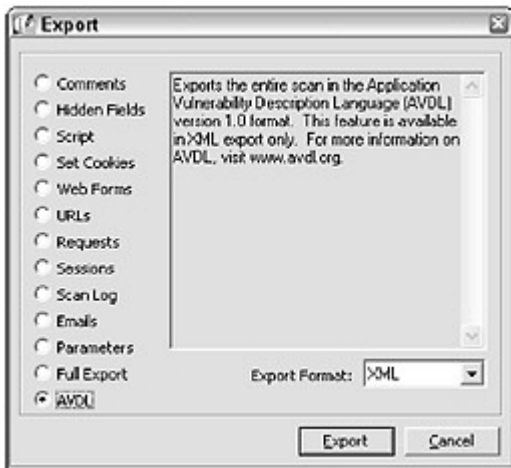 Export
Comments
Hidden Fields
Script
Set Cookies
Web Forms
URLs
Requests
Sessions
Scan Log
Emails
Parameters
Full Export
AVDL
Exports the entire scan in the Application
Vulnerability Description Language (AVDL)
version 1.0 format. This feature is available
in XML export only. For more information on
AVDL, visit www.avdl.org.
Export Format: XML
Export Cancel